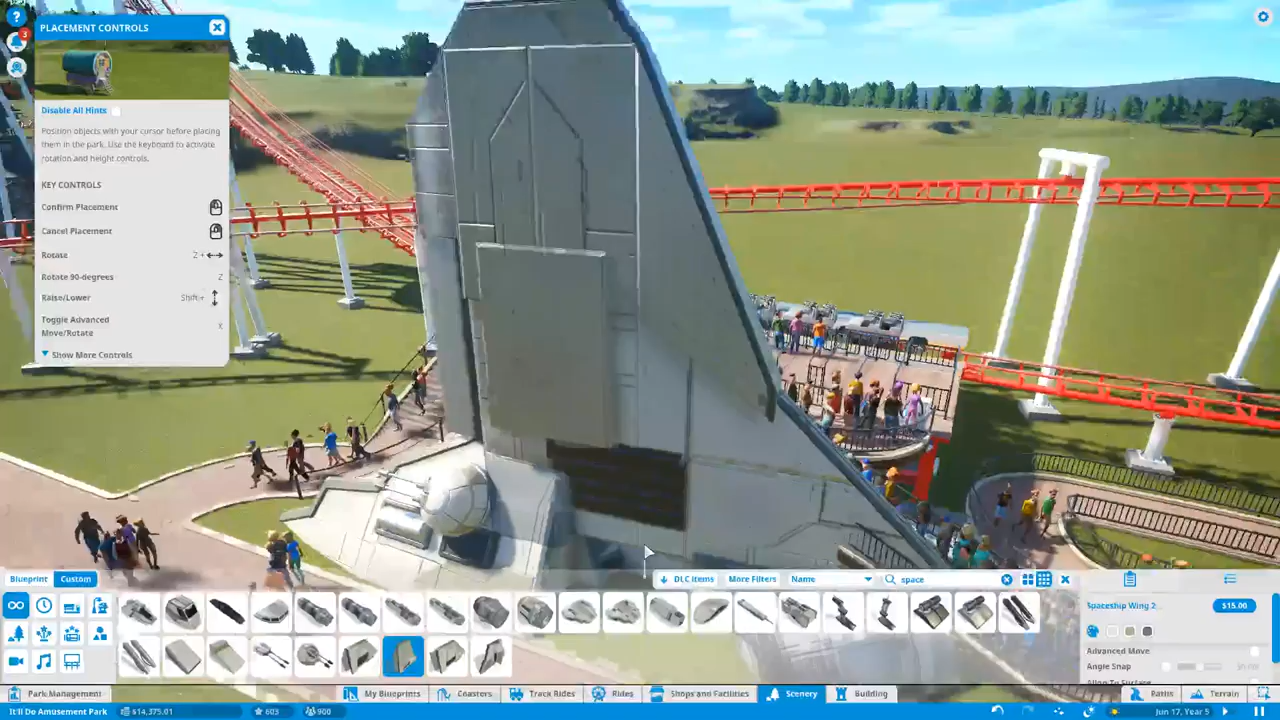 PLACEMENT CONTROLS
3
Disable All Hints
Position objects with your cursor before placing
them in the park. Use the keyboard to activate
rotation and height controls.
KEY CONTROLS
Confirm Placement
Cancel Placement
Rotate Z +
Rotate 90-degrees Z
Raise/Lower Shift +
Toggle Advanced
Move/Rotate X
Show More Controls
Blueprint Custom
DLC Items More Filters Name space
Spaceship Wing 2 $15.00
Advanced Move
Angle Snap
Park Management My Blueprints Coasters Track Rides Rides Shops and Facilities Scenery Building Paths Terrain
It'll Do Amusement Park $14,375.01 603 900 Jun 17, Year 5